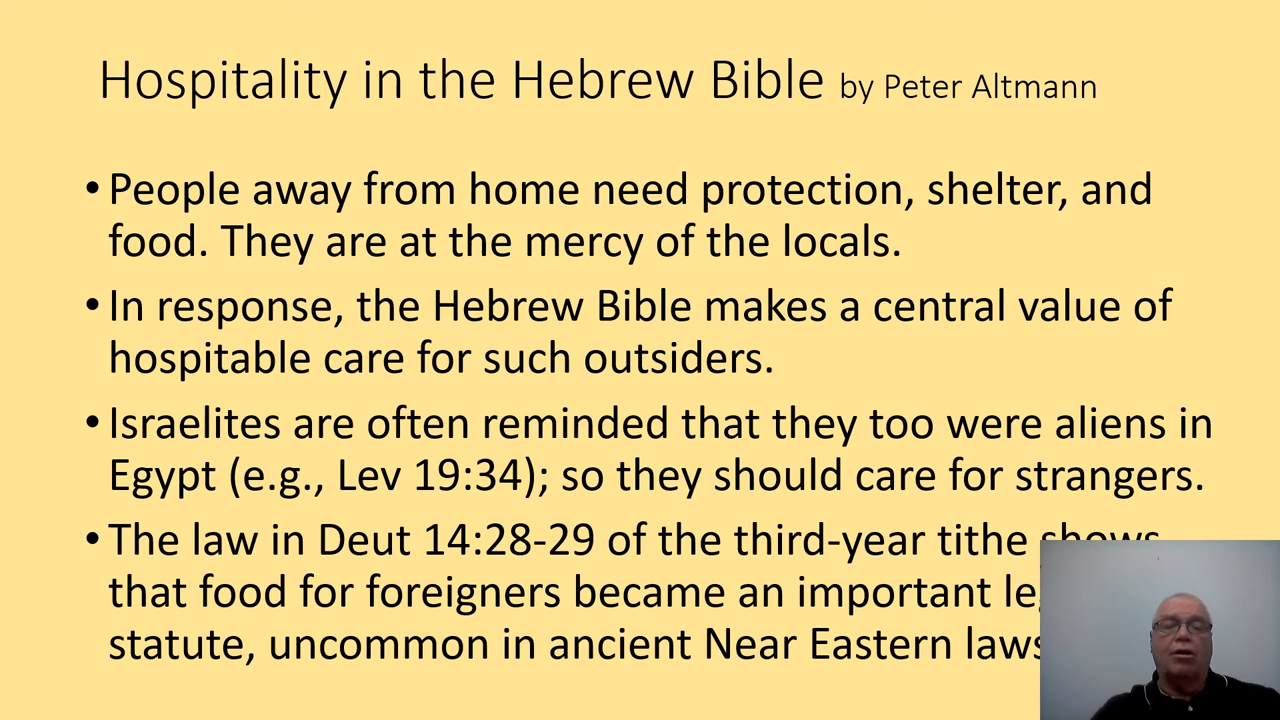 Hospitality in the Hebrew Bible by Peter Altmann
• People away from home need protection, shelter, and
food. They are at the mercy of the locals.
• In response, the Hebrew Bible makes a central value of
hospitable care for such outsiders.
• Israelites are often reminded that they too were aliens in
Egypt (e.g., Lev 19:34); so they should care for strangers.
• The law in Deut 14:28-29 of the third-year tithe shows
that food for foreigners became an important
statute, uncommon in ancient Near Eastern laws